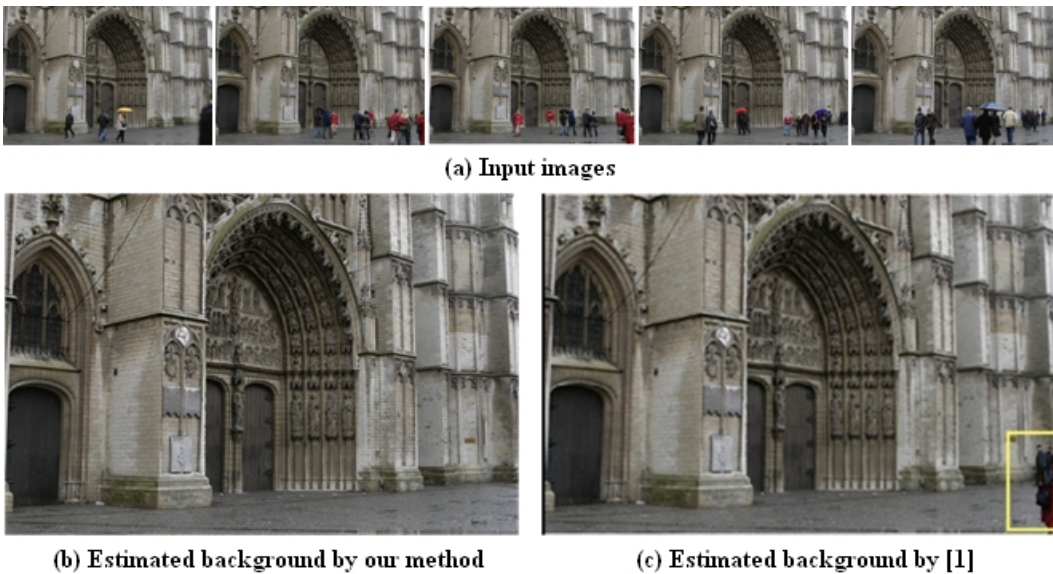 (a) Input images
(b) Estimated background by our method
(c) Estimated background by [1]